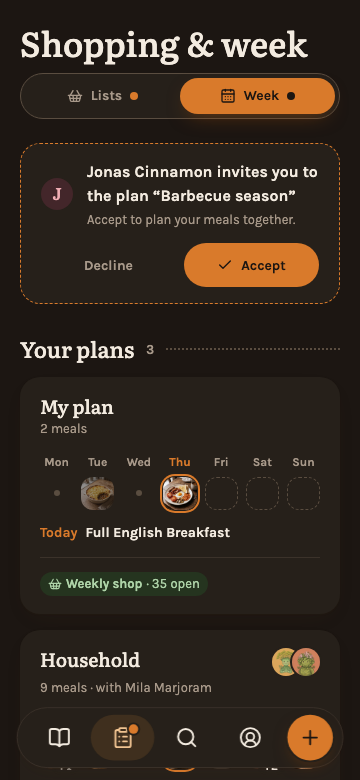 Shopping & week
Lists
Week
J
Jonas Cinnamon invites you to
the plan “Barbecue season”
Accept to plan your meals together.
Decline
Accept
Your plans 3
My plan
2 meals
Mon Tue Wed Thu Fri Sat Sun
Today Full English Breakfast
Weekly shop · 35 open
Household
9 meals · with Mila Marjoram